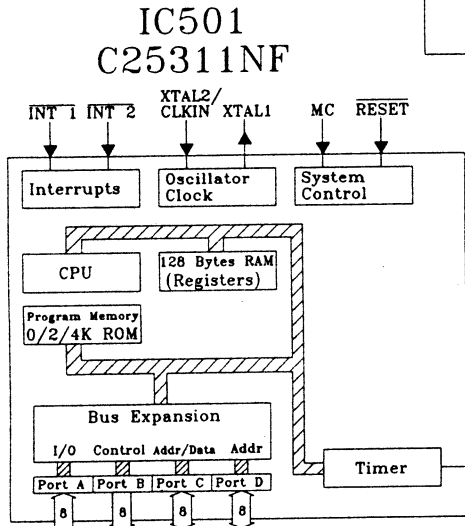 IC501
C25311NF
XTAL2/
INT 1 INT 2 CLKIN XTAL1 MC RESET
Interrupts
Oscillator
Clock
System
Control
CPU
128 Bytes RAM
(Registers)
Program Memory
0/2/4K ROM
Bus Expansion
I/O Control Addr/Data Addr
Port A Port B Port C Port D
8 8 8 8
Timer